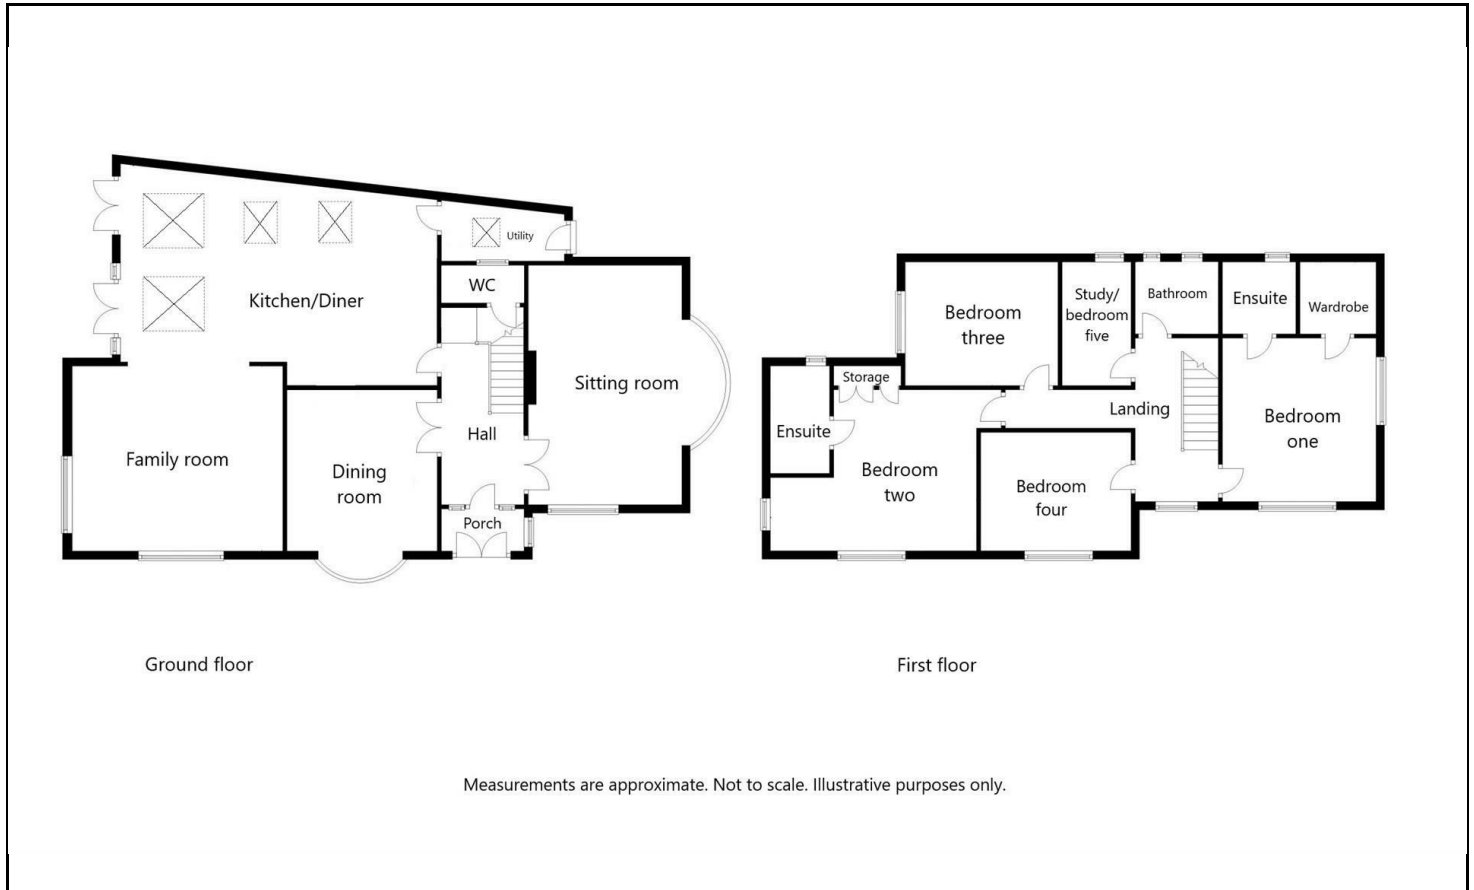 Utility
WC
Kitchen/Diner
Sitting room
Hall
Family room
Dining
room
Porch
Ground floor
Bedroom
three
Study/
bedroom
five
Bathroom
Ensuite
Wardrobe
Storage
Landing
Bedroom
one
Ensuite
Bedroom
two
Bedroom
four
First floor
Measurements are approximate. Not to scale. Illustrative purposes only.